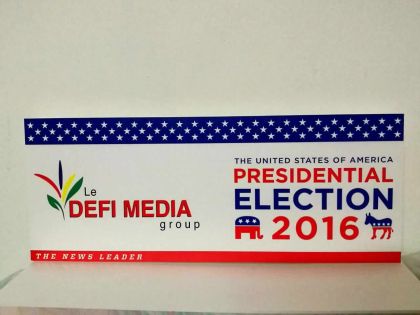 Le
DEFI MEDIA
group
THE UNITED STATES OF AMERICA
PRESIDENTIAL
ELECTION
2016
THE NEWS LEADER